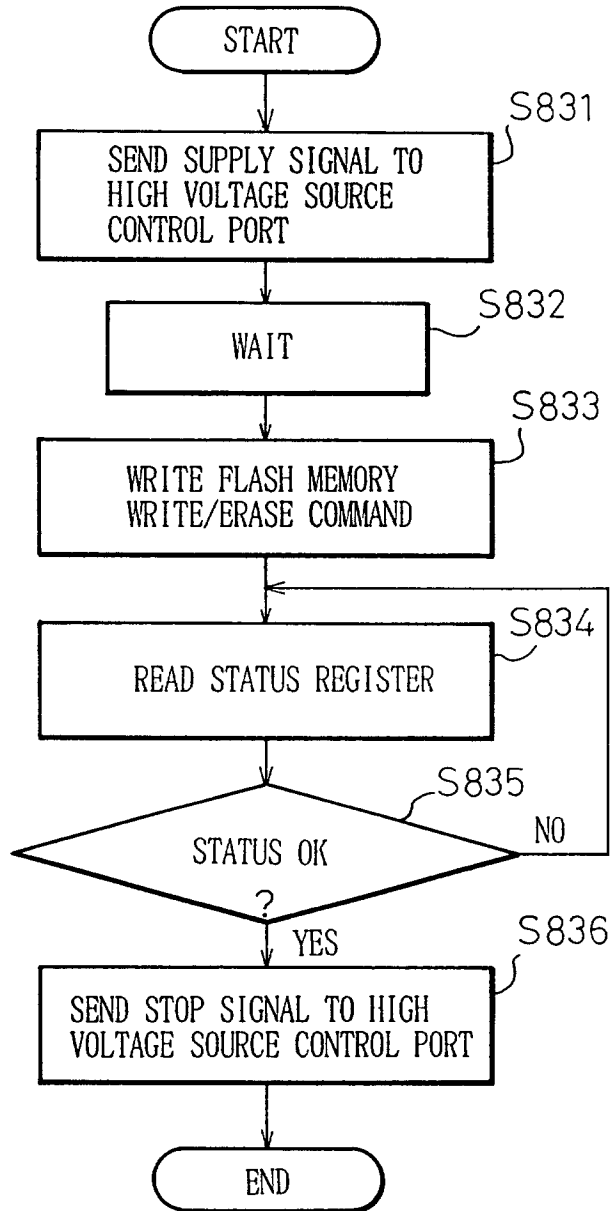 START
S831
SEND SUPPLY SIGNAL TO
HIGH VOLTAGE SOURCE
CONTROL PORT
S832
WAIT
S833
WRITE FLASH MEMORY
WRITE/ERASE COMMAND
S834
READ STATUS REGISTER
S835
STATUS OK
?
NO
YES
S836
SEND STOP SIGNAL TO HIGH
VOLTAGE SOURCE CONTROL PORT
END